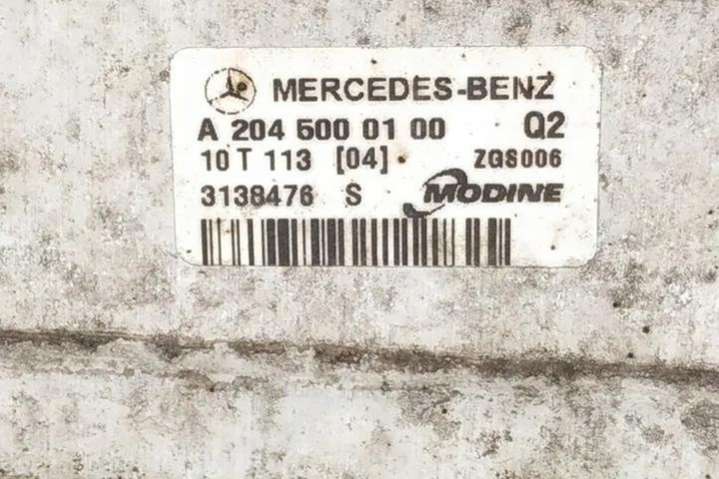 MERCEDES-BENZ
A 204 500 01 00 Q2
10 T 113 [04] ZGS006
3138476 S MODINE